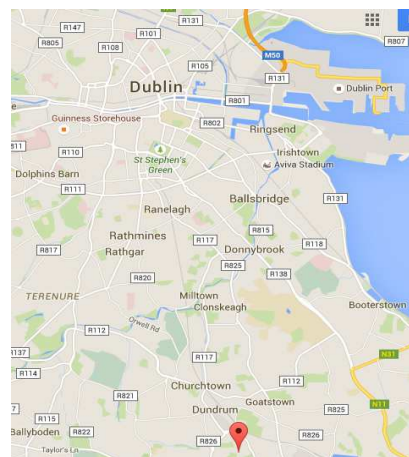 R147
R131
N1
R101
R807
R805
R108
M50
R105
R131
Dublin
Dublin Port
R801
Guinness Storehouse
R802
Ringsend
R811
R110
St Stephen's
Green
Irishtown
Aviva Stadium
Dolphins Barn
R111
Ballsbridge
R131
Ranelagh
R815
Rathmines
R117
R118
R817
Rathgar
Donnybrook
R825
R138
R820
TERENURE
Milltown
Clonskeagh
Booterstown
Orwell Rd
R112
R137
R117
N31
R114
Churchtown
R112
R821
Goatstown
Dundrum
R825
N11
R115
Ballyboden
R822
R826
R826
Taylor's Ln